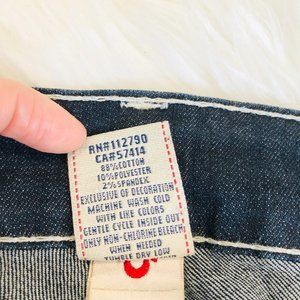 RN#112790
CA#57414
88%COTTON
10%POLYESTER
2%SPANDEX
EXCLUSIVE OF DECORATION
MACHINE WASH COLD
WITH LIKE COLORS
GENTLE CYCLE INSIDE OUT
ONLY NON-CHLORINE BLEACH
WHEN NEEDED
TUMBLE DRY LOW